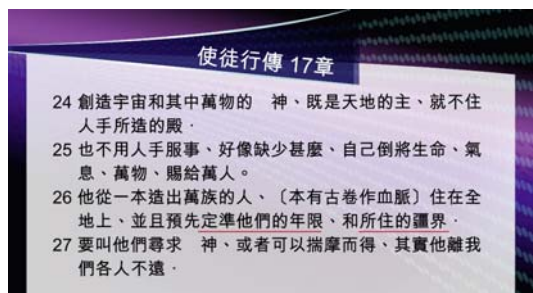 使徒行傳 17章
24 創造宇宙和其中萬物的　神、既是天地的主、就不住
人手所造的殿．
25 也不用人手服事、好像缺少甚麼、自己倒將生命、氣
息、萬物、賜給萬人。
26 他從一本造出萬族的人、〔本有古卷作血脈〕住在全
地上、並且預先定準他們的年限、和所住的疆界．
27 要叫他們尋求　神、或者可以揣摩而得、其實他離我
們各人不遠．